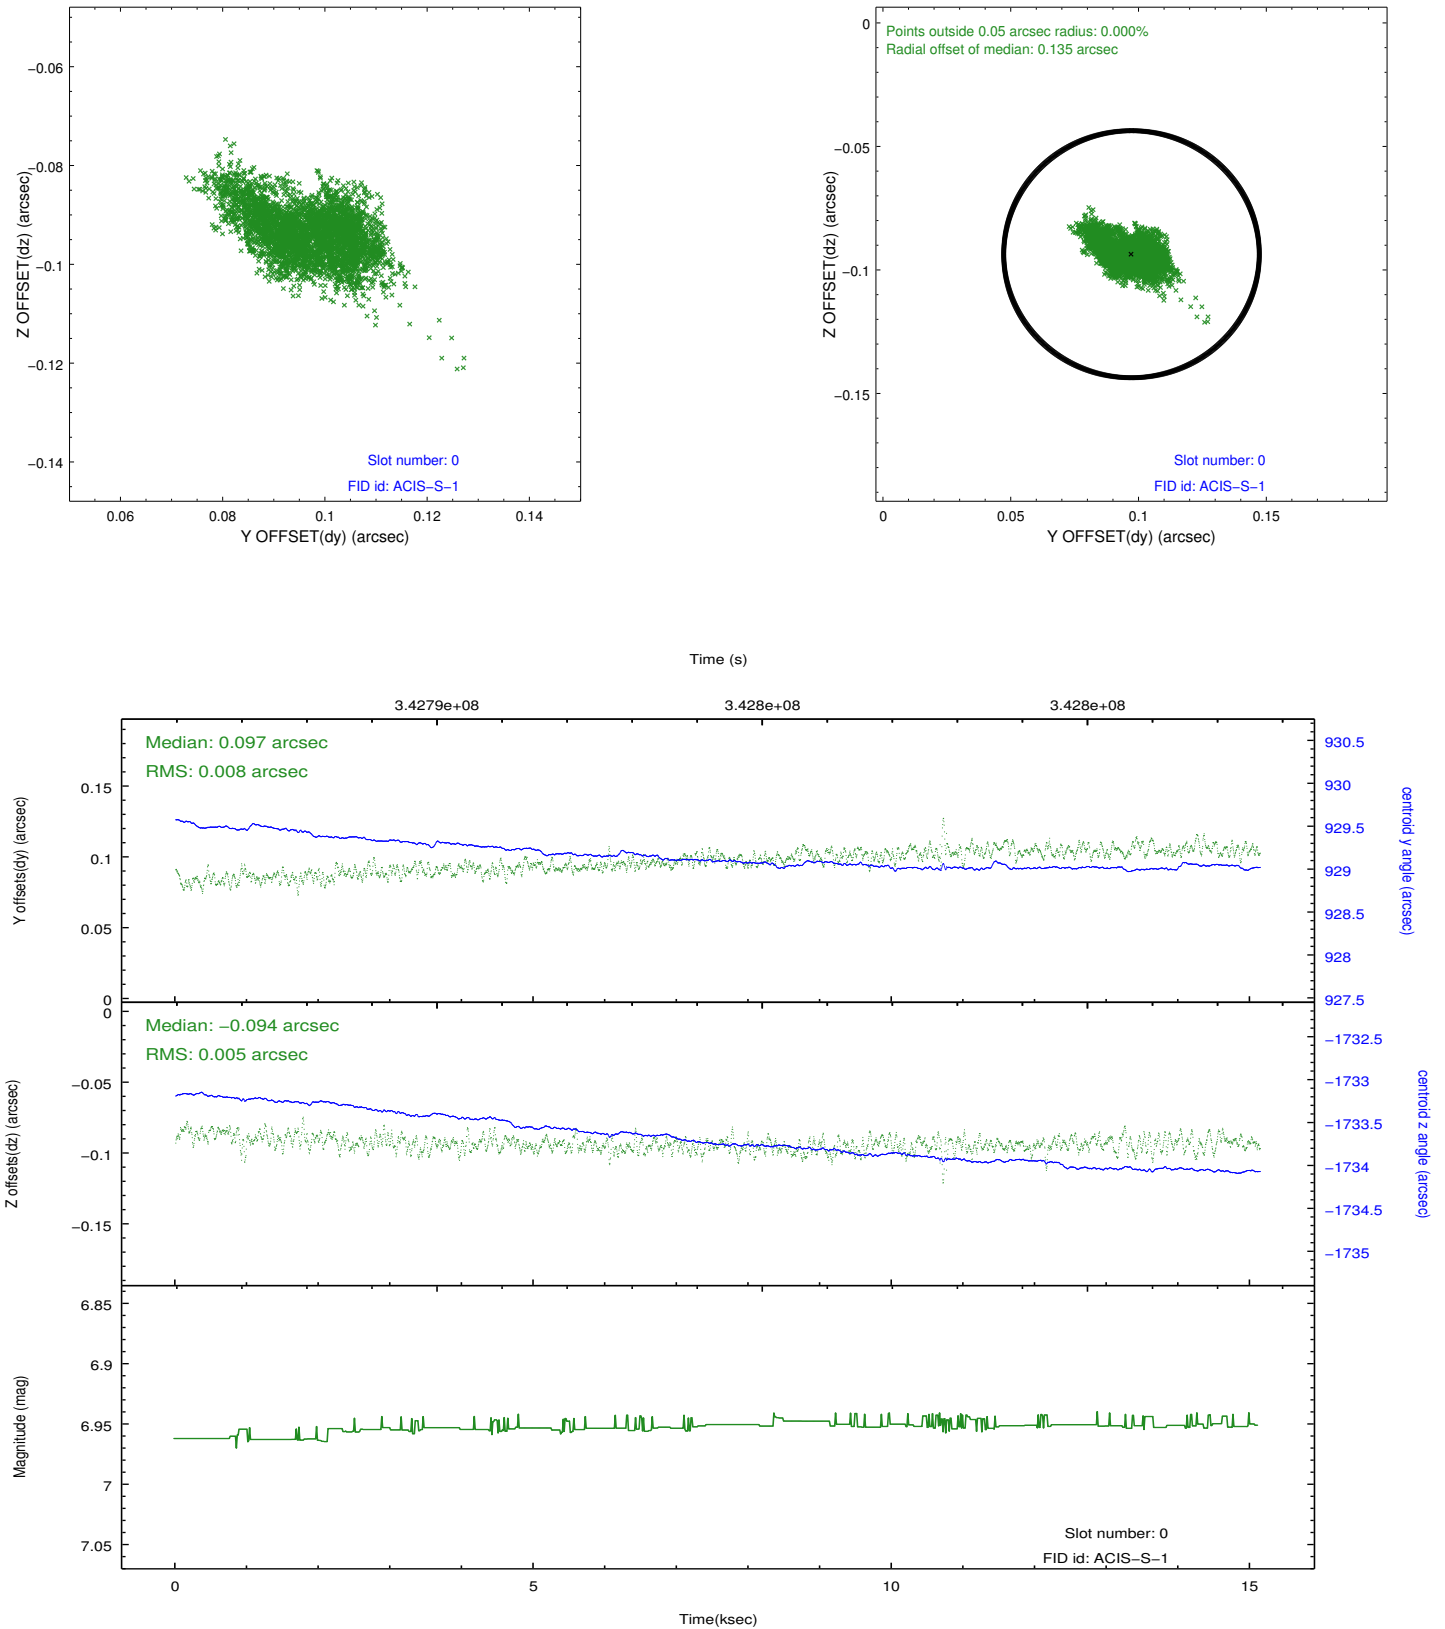 −0.06
−0.08
−0.1
−0.12
−0.14
Z OFFSET(dz) (arcsec)
Slot number: 0
FID id: ACIS−S−1
0.06 0.08 0.1 0.12 0.14
Y OFFSET(dy) (arcsec)
Points outside 0.05 arcsec radius: 0.000%
Radial offset of median: 0.135 arcsec
0
−0.05
−0.1
−0.15
Z OFFSET(dz) (arcsec)
Slot number: 0
FID id: ACIS−S−1
0 0.05 0.1 0.15
Y OFFSET(dy) (arcsec)
Time (s)
3.4279e+08 3.428e+08 3.428e+08
Median: 0.097 arcsec
RMS: 0.008 arcsec
0.15
0.1
0.05
0
Y offsets(dy) (arcsec)
930.5
930
929.5
929
928.5
928
927.5
centroid y angle (arcsec)
Median: −0.094 arcsec
RMS: 0.005 arcsec
0
−0.05
−0.1
−0.15
Z offsets(dz) (arcsec)
−1732.5
−1733
−1733.5
−1734
−1734.5
−1735
centroid z angle (arcsec)
6.85
6.9
6.95
7
7.05
Magnitude (mag)
Slot number: 0
FID id: ACIS−S−1
0 5 10 15
Time(ksec)